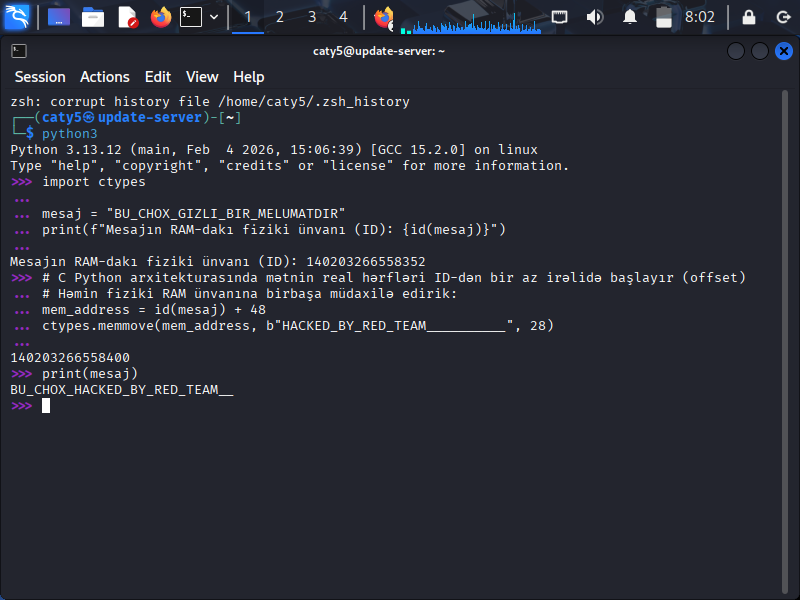 1 2 3 4 8:02
caty5@update-server: ~
Session Actions Edit View Help
zsh: corrupt history file /home/caty5/.zsh_history
┌──(caty5㉿update-server)-[~]
└─$ python3
Python 3.13.12 (main, Feb  4 2026, 15:06:39) [GCC 15.2.0] on linux
Type "help", "copyright", "credits" or "license" for more information.
>>> import ctypes
...
... mesaj = "BU_CHOX_GIZLI_BIR_MELUMATDIR"
... print(f"Mesajın RAM-dakı fiziki ünvanı (ID): {id(mesaj)}")
...
Mesajın RAM-dakı fiziki ünvanı (ID): 140203266558352
>>> # C Python arxitekturasında mətnin real hərfləri ID-dən bir az irəlidə başlayır (offset)
... # Həmin fiziki RAM ünvanına birbaşa müdaxilə edirik:
... mem_address = id(mesaj) + 48
... ctypes.memmove(mem_address, b"HACKED_BY_RED_TEAM__________", 28)
...
140203266558400
>>> print(mesaj)
BU_CHOX_HACKED_BY_RED_TEAM__
>>>